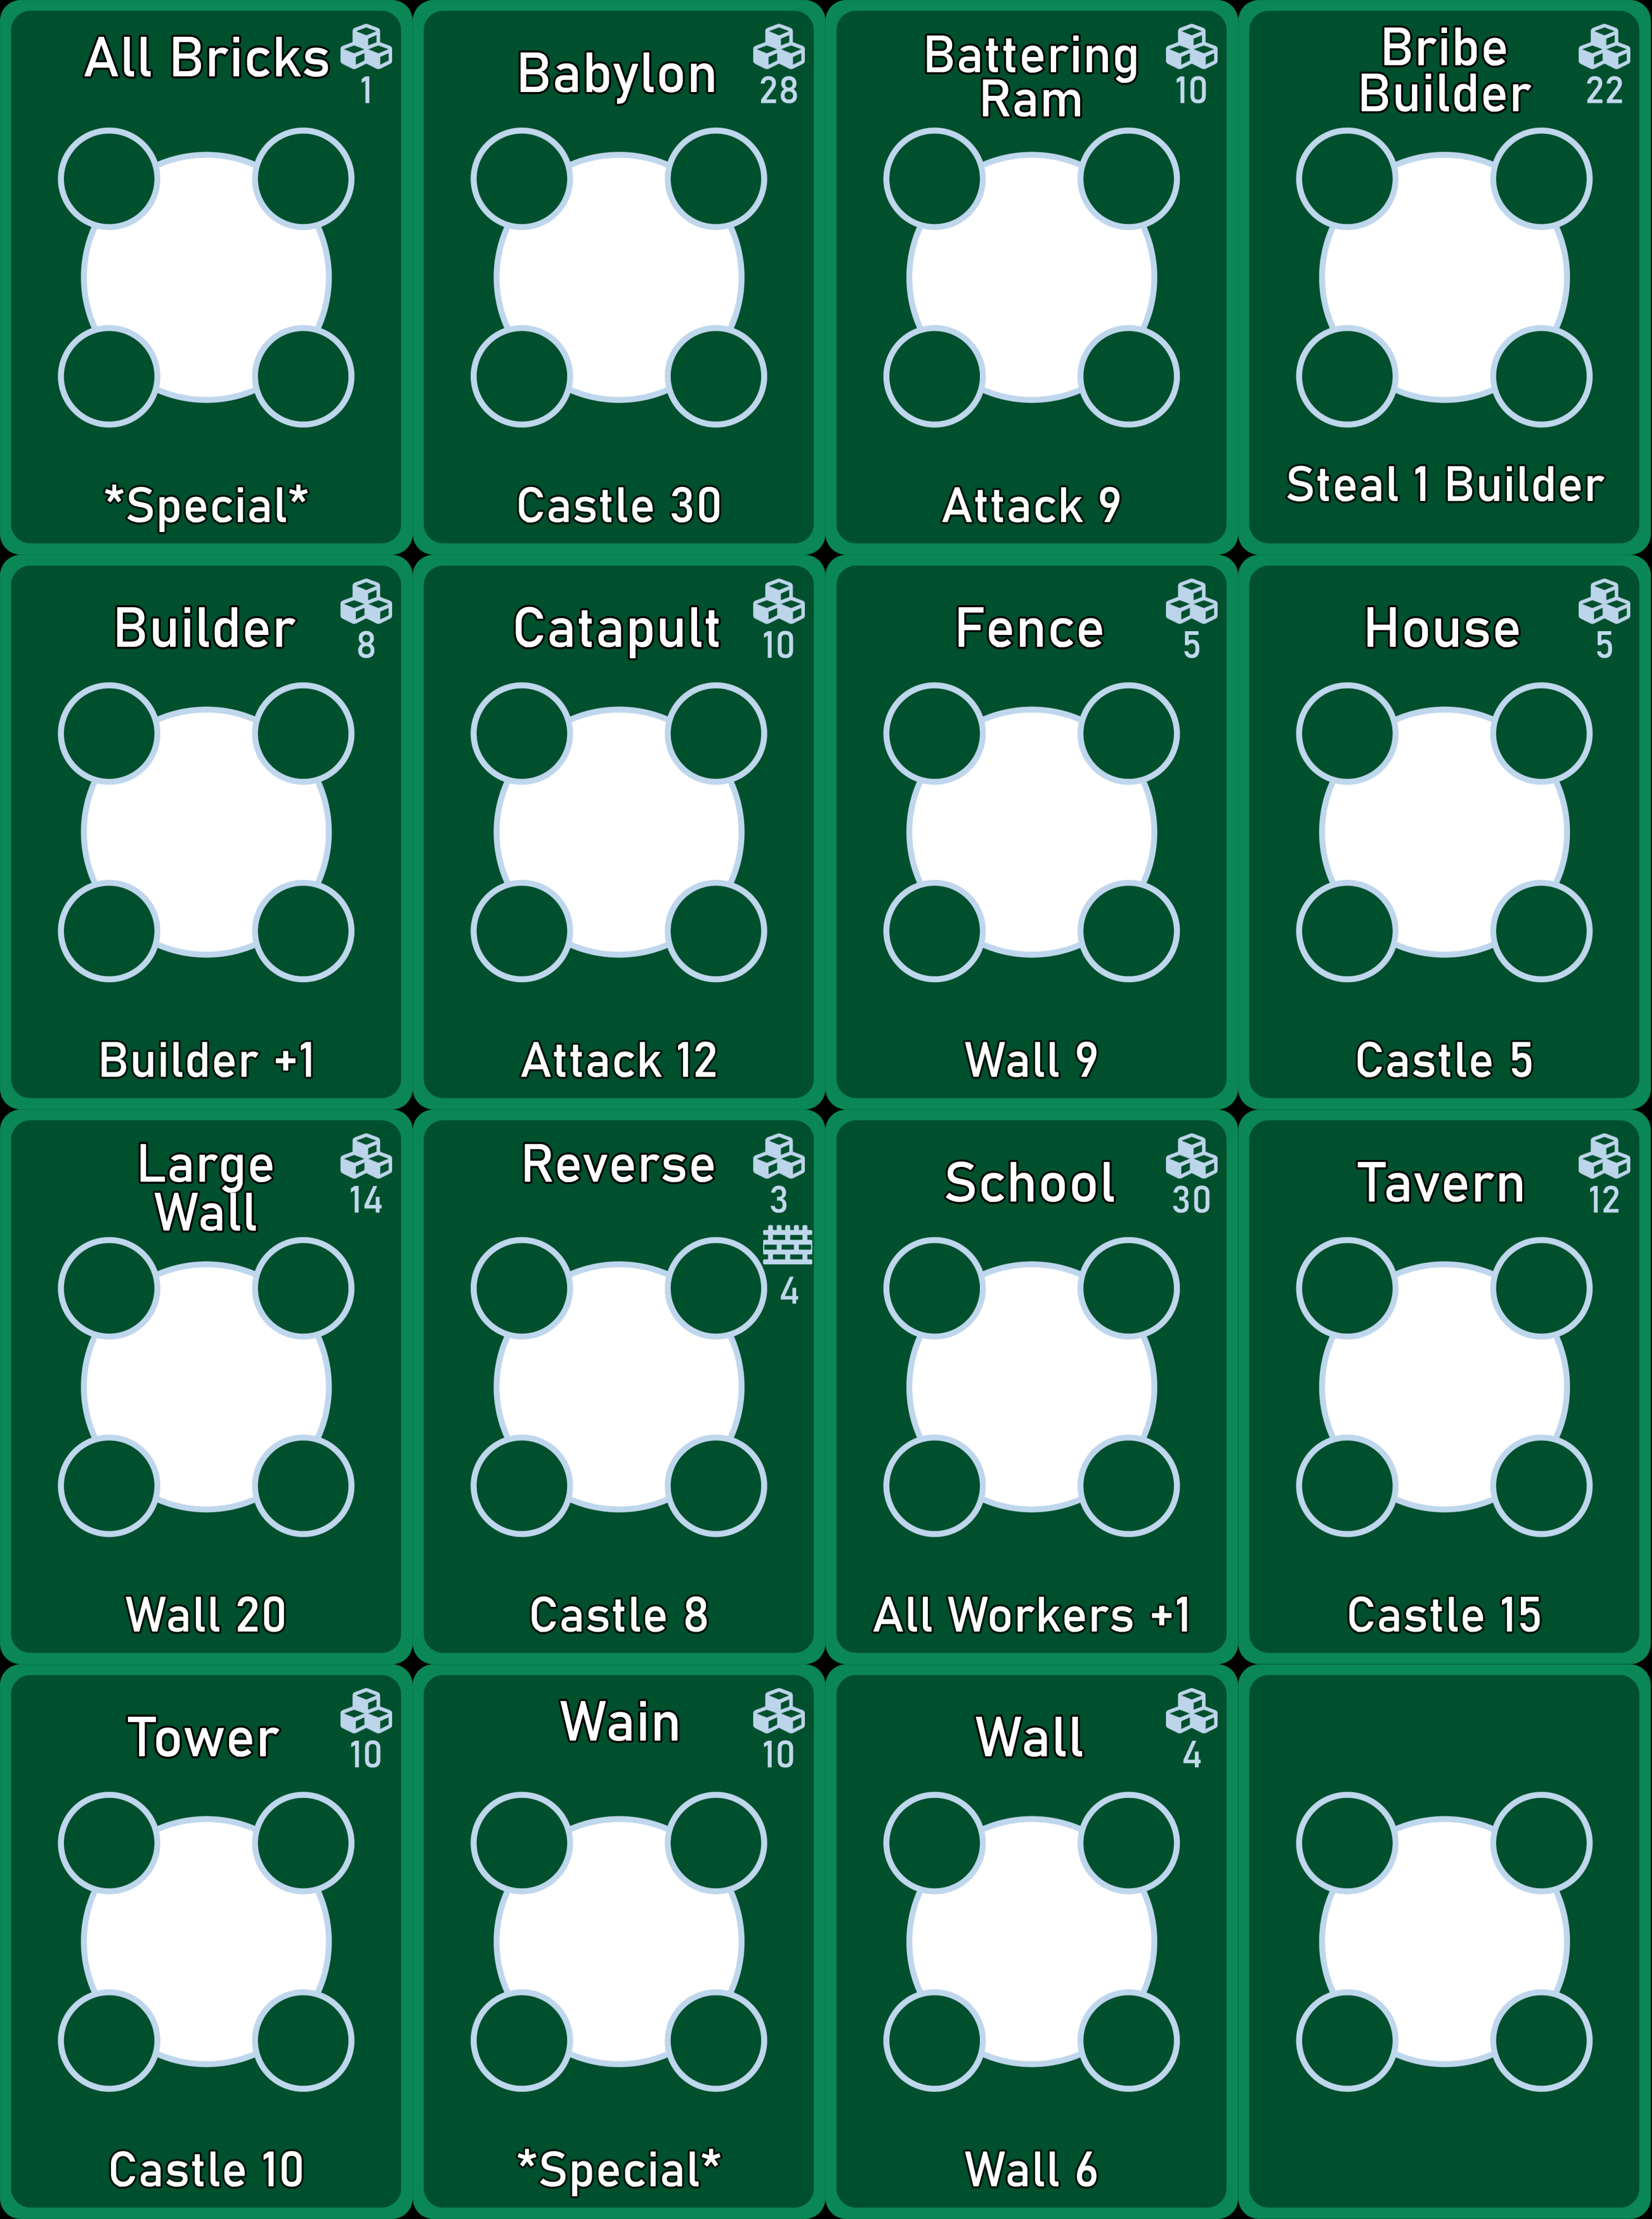 All Bricks
1
*Special*
Babylon
28
Castle 30
Battering
Ram
10
Attack 9
Bribe
Builder
22
Steal 1 Builder
Builder
8
Builder +1
Catapult
10
Attack 12
Fence
5
Wall 9
House
5
Castle 5
Large
Wall
14
Wall 20
Reverse
3
4
Castle 8
School
30
All Workers +1
Tavern
12
Castle 15
Tower
10
Castle 10
Wain
10
*Special*
Wall
4
Wall 6